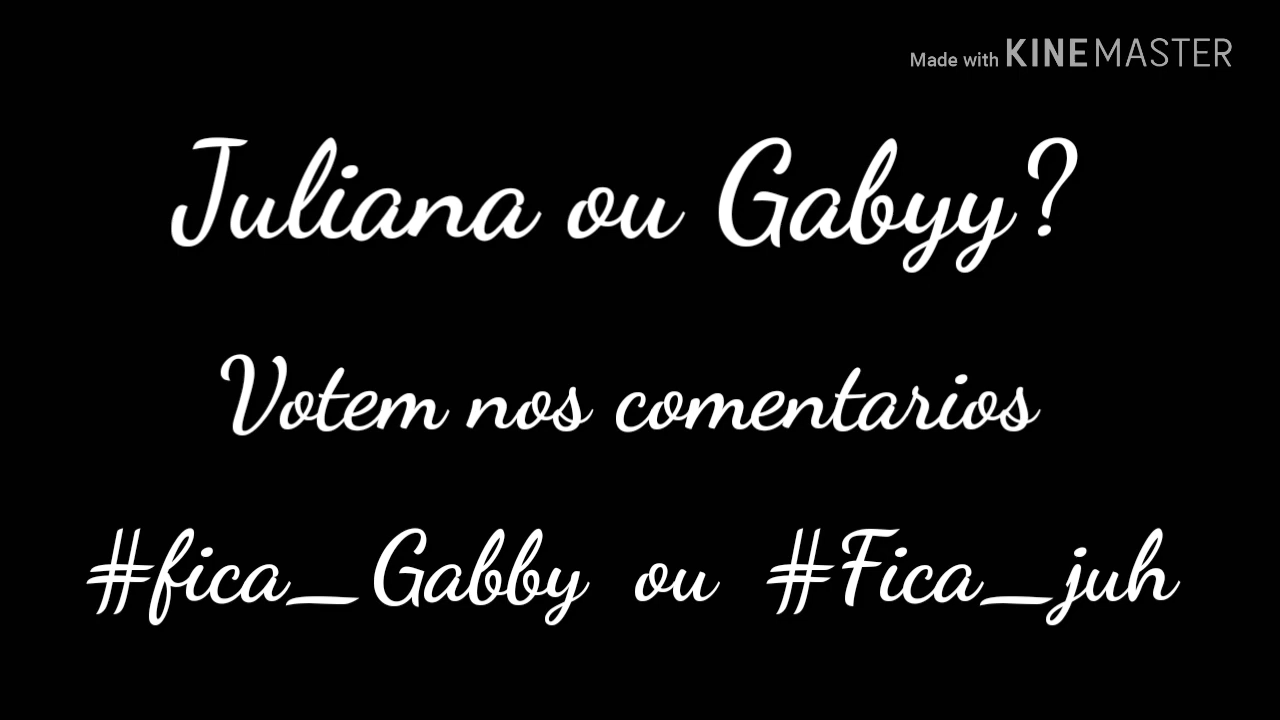 Made with KINEMASTER
Juliana ou Gabyy?
Votem nos comentarios
#fica_Gabby ou #Fica_juh